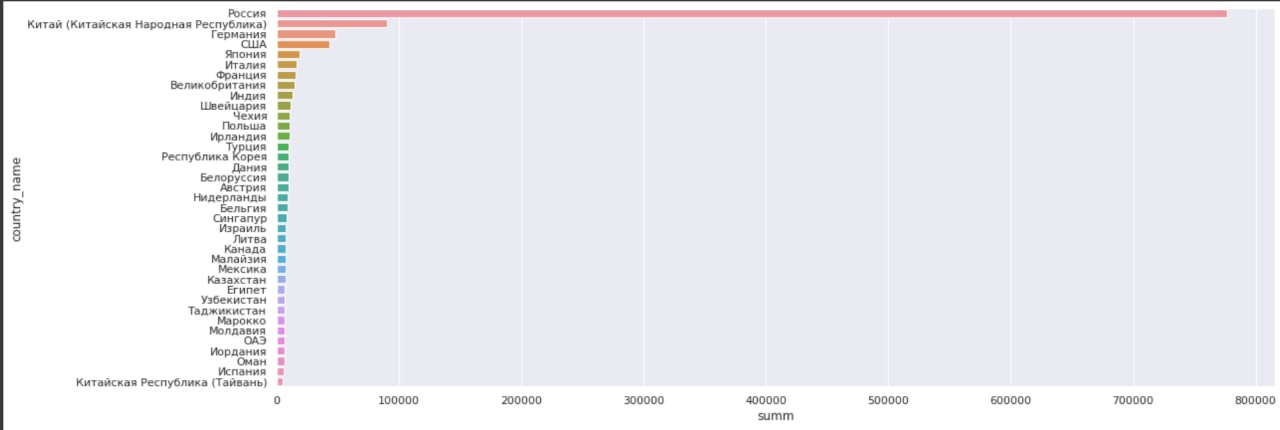 Россия
Китай (Китайская Народная Республика)
Германия
США
Япония
Италия
Франция
Великобритания
Индия
Швейцария
Чехия
Польша
Ирландия
Турция
Республика Корея
Дания
Белоруссия
Австрия
Нидерланды
Бельгия
Сингапур
Израиль
Литва
Канада
Малайзия
Мексика
Казахстан
Египет
Узбекистан
Таджикистан
Марокко
Молдавия
ОАЭ
Иордания
Оман
Испания
Китайская Республика (Тайвань)
country_name
0 100000 200000 300000 400000 500000 600000 700000 800000
summ